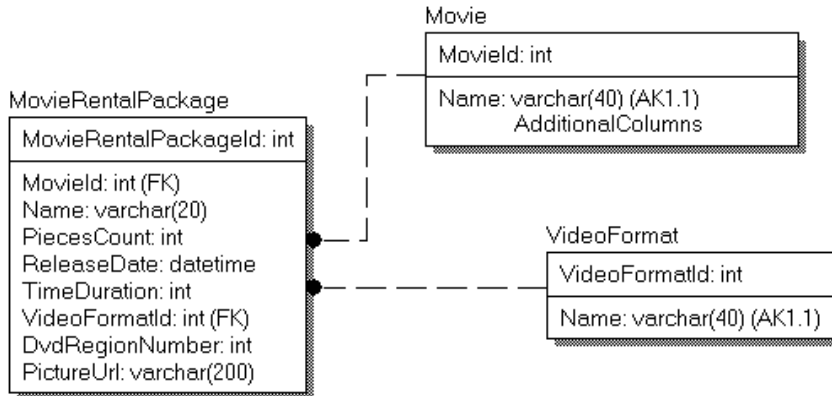 Movie
MovieId: int
Name: varchar(40) (AK1.1)
AdditionalColumns
MovieRentalPackage
MovieRentalPackageId: int
MovieId: int (FK)
Name: varchar(20)
PiecesCount: int
ReleaseDate: datetime
TimeDuration: int
VideoFormatId: int (FK)
DvdRegionNumber: int
PictureUrl: varchar(200)
VideoFormat
VideoFormatId: int
Name: varchar(40) (AK1.1)